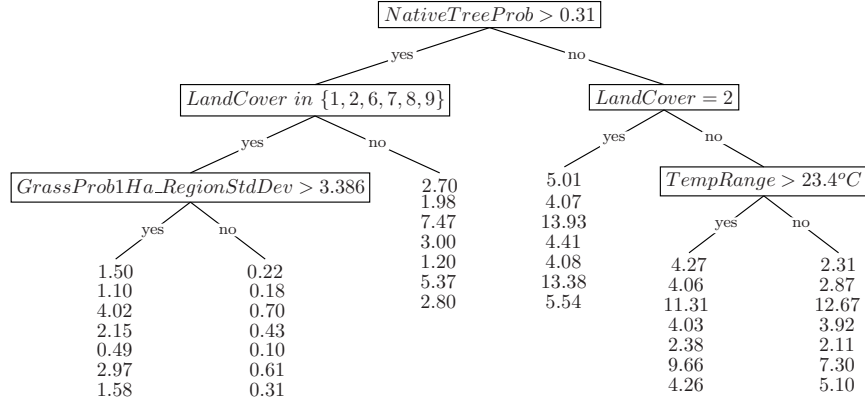 NativeTreeProb > 0.31
yes
no
LandCover in {1, 2, 6, 7, 8, 9}
LandCover = 2
yes
no
yes
no
GrassProb1Ha_RegionStdDev > 3.386
2.70
1.98
7.47
3.00
1.20
5.37
2.80
5.01
4.07
13.93
4.41
4.08
13.38
5.54
TempRange > 23.4°C
yes
no
yes
no
1.50
1.10
4.02
2.15
0.49
2.97
1.58
0.22
0.18
0.70
0.43
0.10
0.61
0.31
4.27
4.06
11.31
4.03
2.38
9.66
4.26
2.31
2.87
12.67
3.92
2.11
7.30
5.10